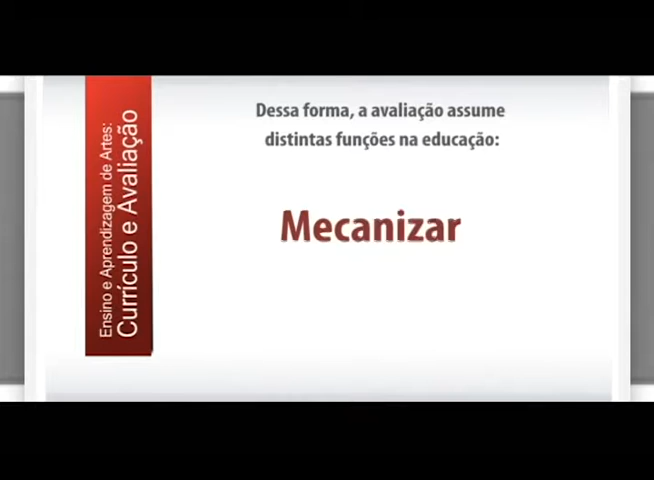 Ensino e Aprendizagem de Artes:
Currículo e Avaliação
Dessa forma, a avaliação assume
distintas funções na educação:
Mecanizar